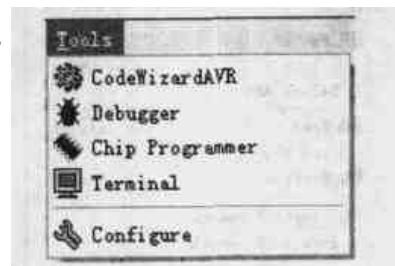 Tools
CodeWizardAVR
Debugger
Chip Programmer
Terminal
Configure